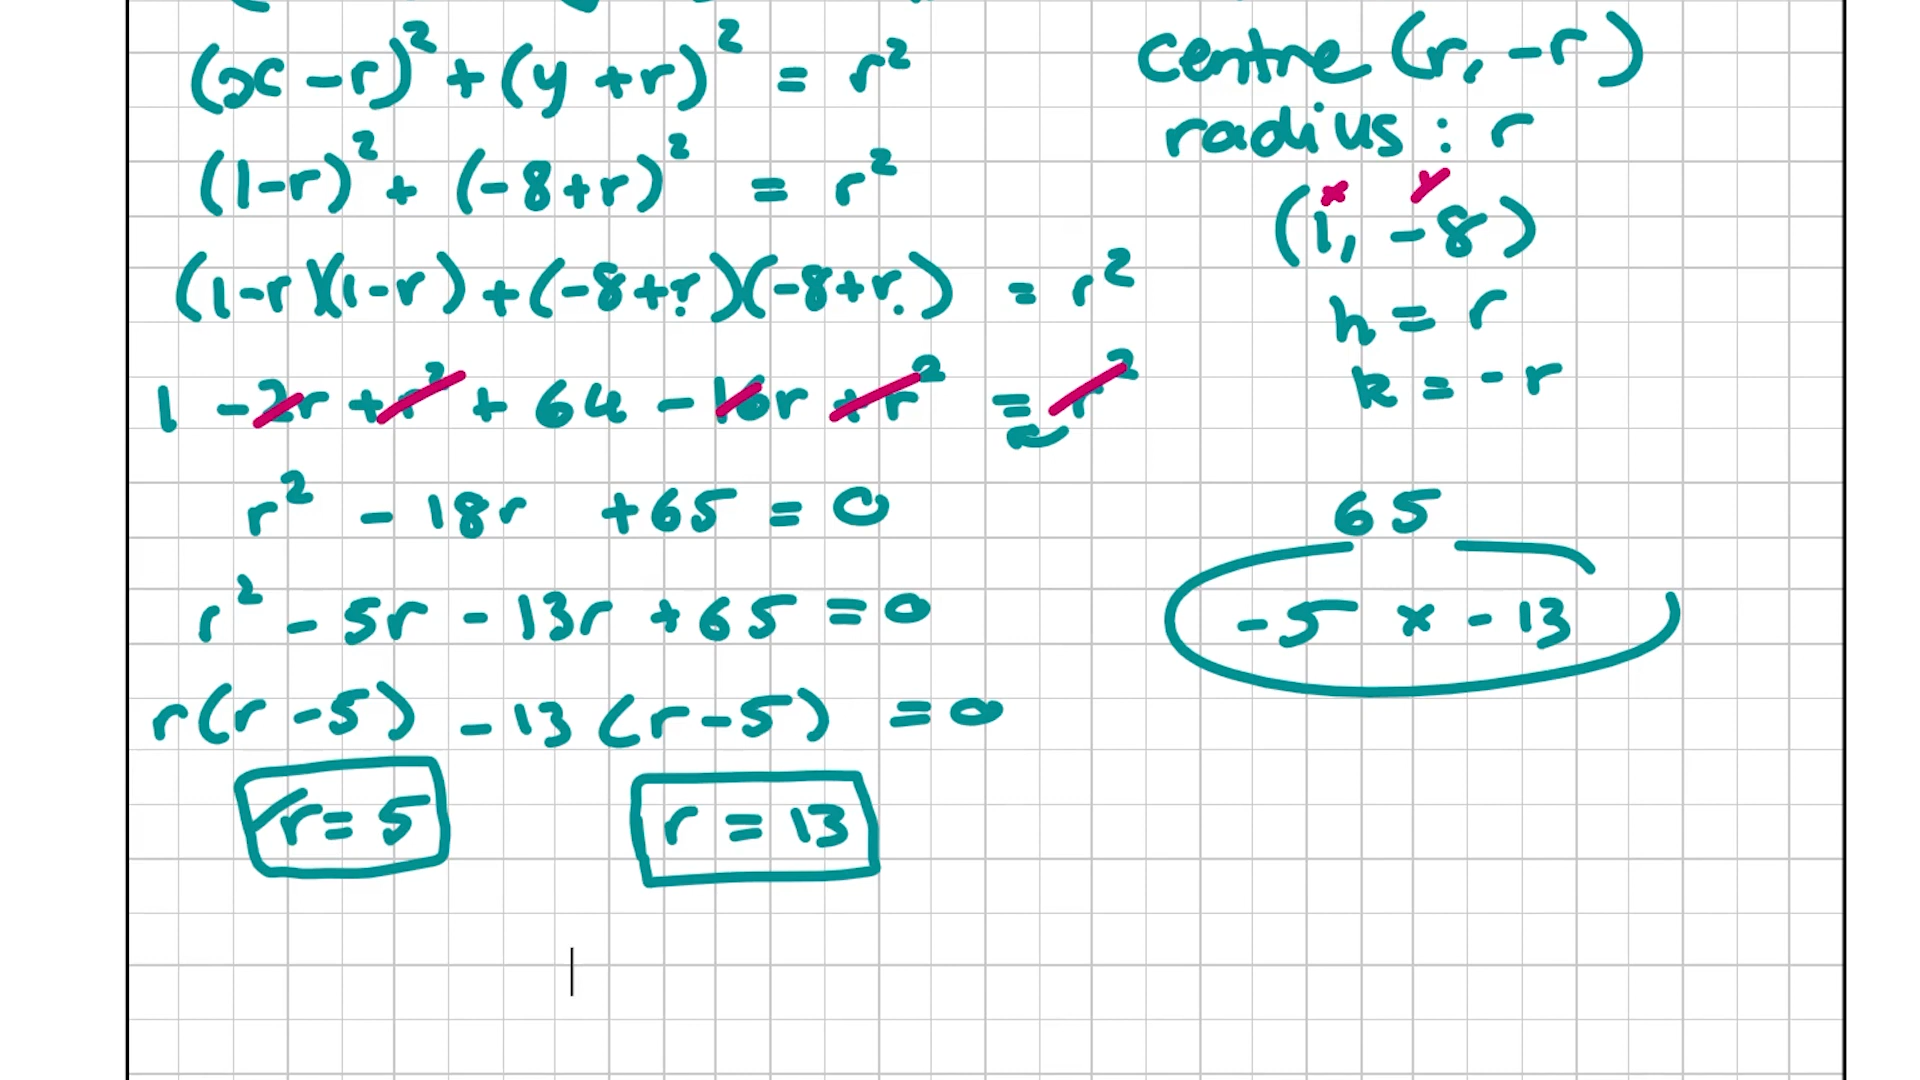 (x - r)² + (y + r)² = r²
(1-r)² + (-8+r)² = r²
(1-r)(1-r) + (-8+r)(-8+r) = r²
1 - 2r + r² + 64 - 16r + r² = r²
r² - 18r + 65 = 0
r² - 5r - 13r + 65 = 0
r(r-5) - 13(r-5) = 0
r = 5 r = 13
centre (r, -r)
radius : r
x y
(1, -8)
h = r
k = -r
65
-5 × -13